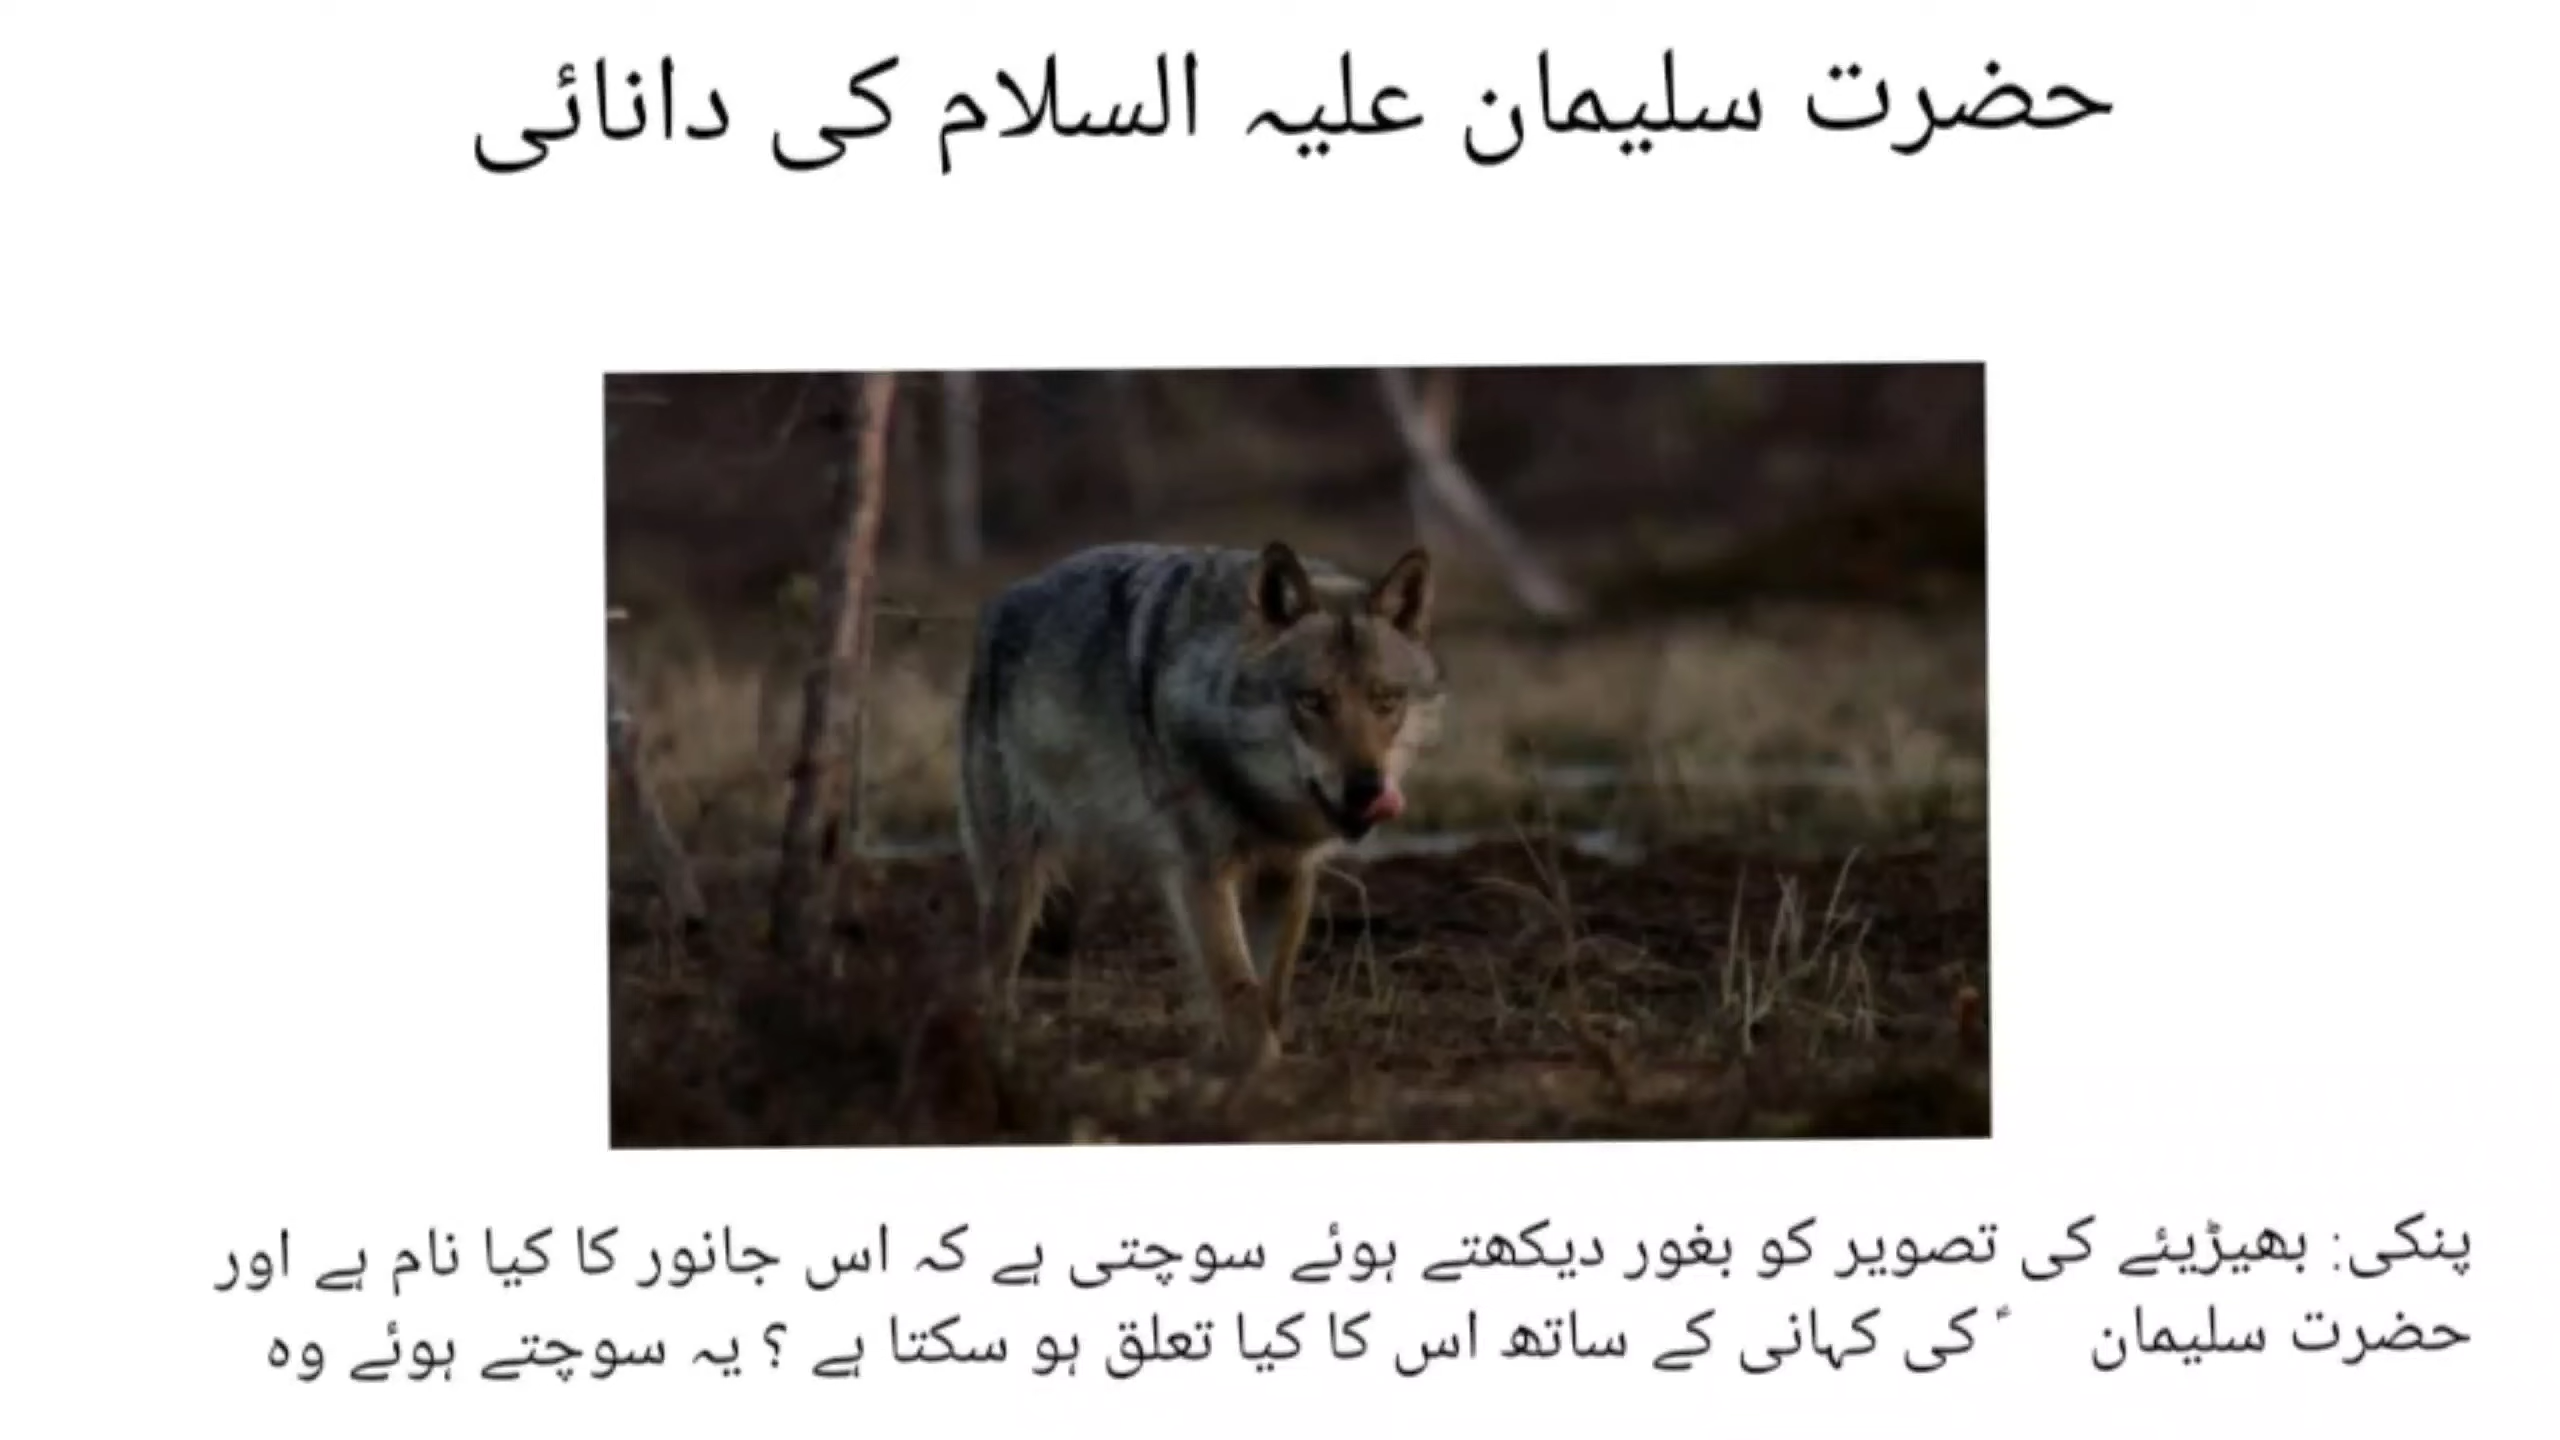 حضرت سلیمان علیہ السلام کی دانائی
پنکی: بھیڑیئے کی تصویر کو بغور دیکھتے ہوئے سوچتی ہے کہ اس جانور کا کیا نام ہے اور
حضرت سلیمان ؑ کی کہانی کے ساتھ اس کا کیا تعلق ہو سکتا ہے ؟ یہ سوچتے ہوئے وہ